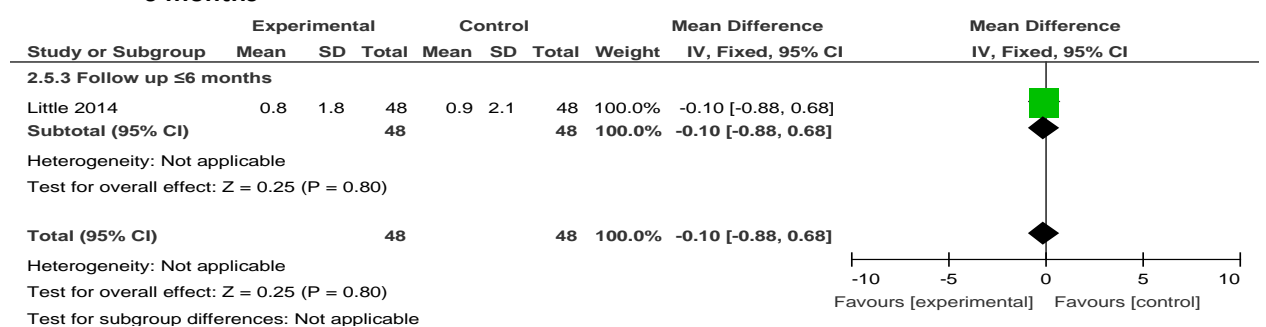 Experimental Control Mean Difference Mean Difference
Study or Subgroup Mean SD Total Mean SD Total Weight IV, Fixed, 95% CI IV, Fixed, 95% CI
2.5.3 Follow up ≤6 months
Little 2014 0.8 1.8 48 0.9 2.1 48 100.0% -0.10 [-0.88, 0.68]
Subtotal (95% CI) 48 48 100.0% -0.10 [-0.88, 0.68]
Heterogeneity: Not applicable
Test for overall effect: Z = 0.25 (P = 0.80)
Total (95% CI) 48 48 100.0% -0.10 [-0.88, 0.68]
Heterogeneity: Not applicable
Test for overall effect: Z = 0.25 (P = 0.80)
Test for subgroup differences: Not applicable
-10 -5 0 5 10
Favours [experimental] Favours [control]